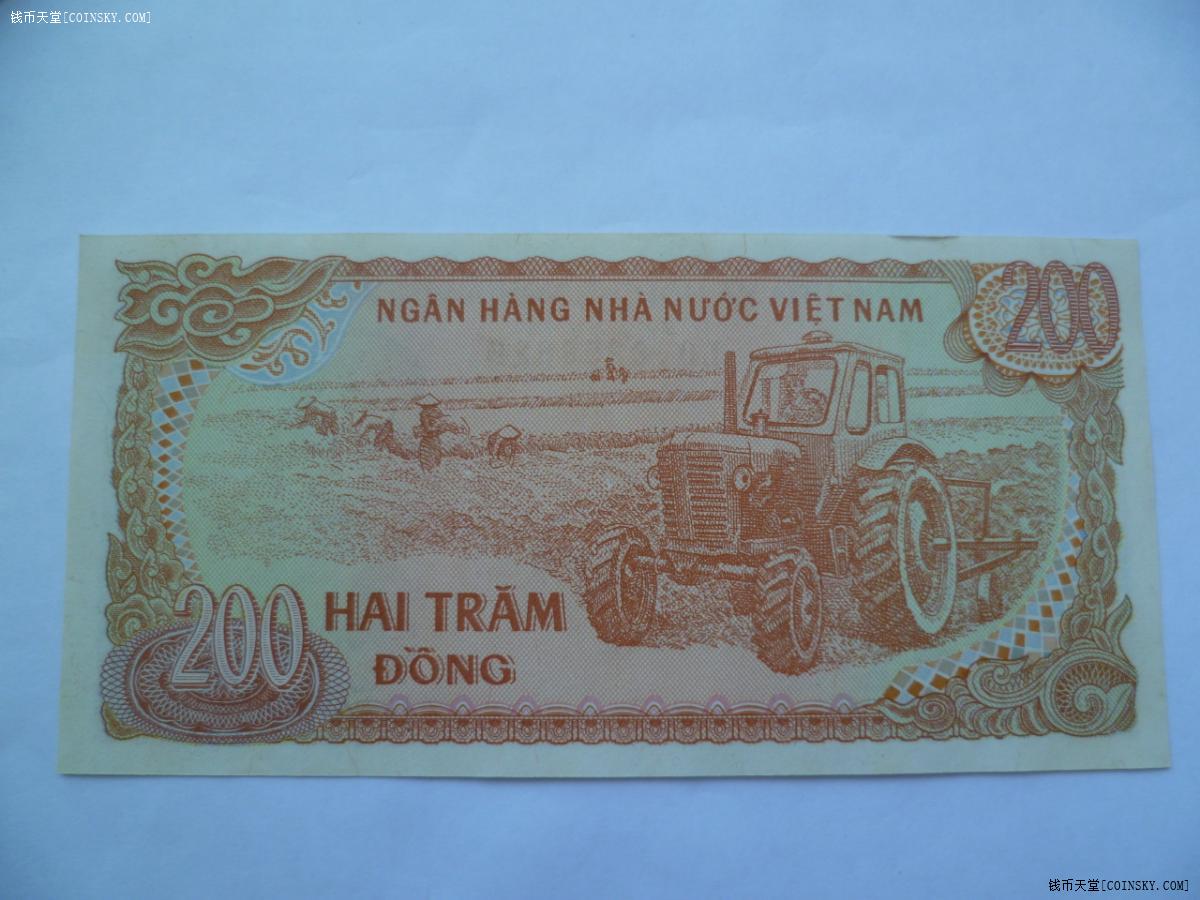 钱币天堂[COINSKY.COM]
200
NGÂN HÀNG NHÀ NƯỚC VIỆT NAM
200 HAI TRĂM
ĐỒNG
钱币天堂[COINSKY.COM]